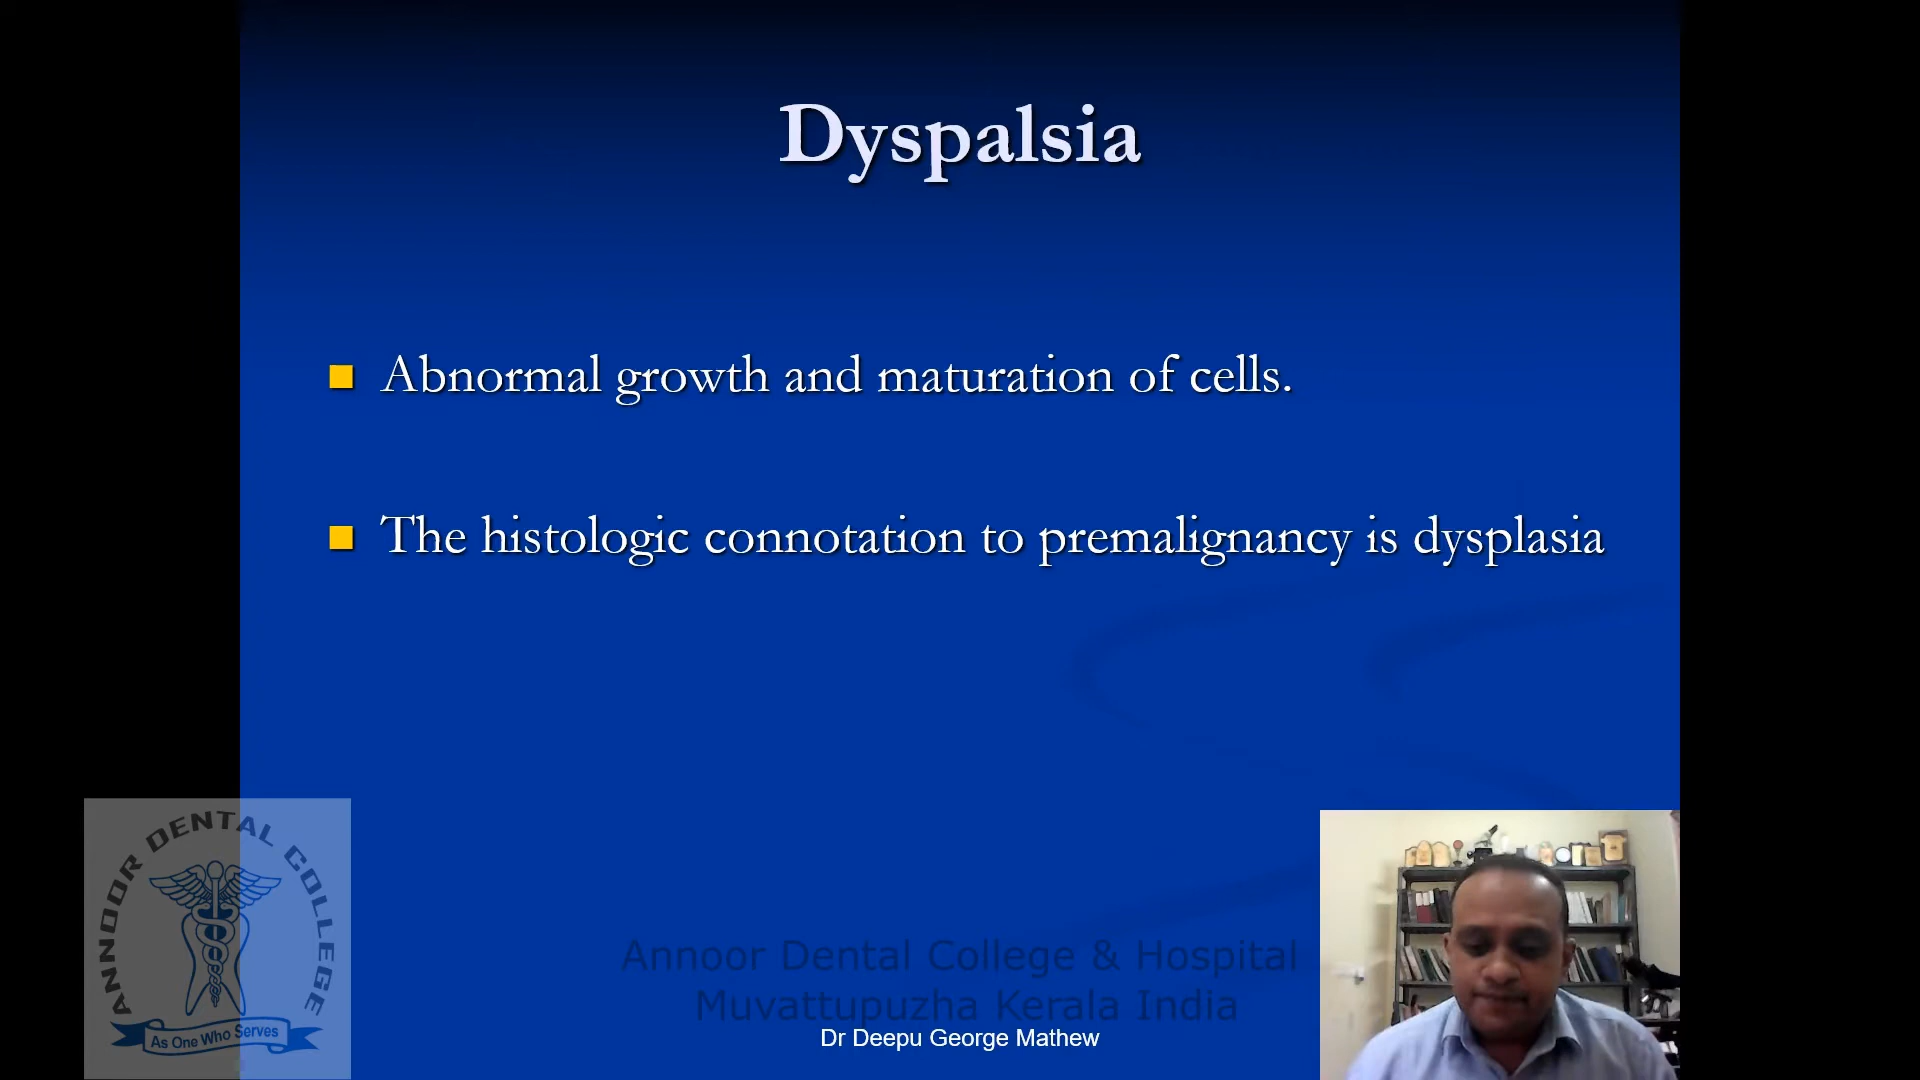 Dyspalsia
Abnormal growth and maturation of cells.
The histologic connotation to premalignancy is dysplasia
ANNOOR DENTAL COLLEGE
As One Who Serves
Annoor Dental College & Hospital
Muvattupuzha Kerala India
Dr Deepu George Mathew